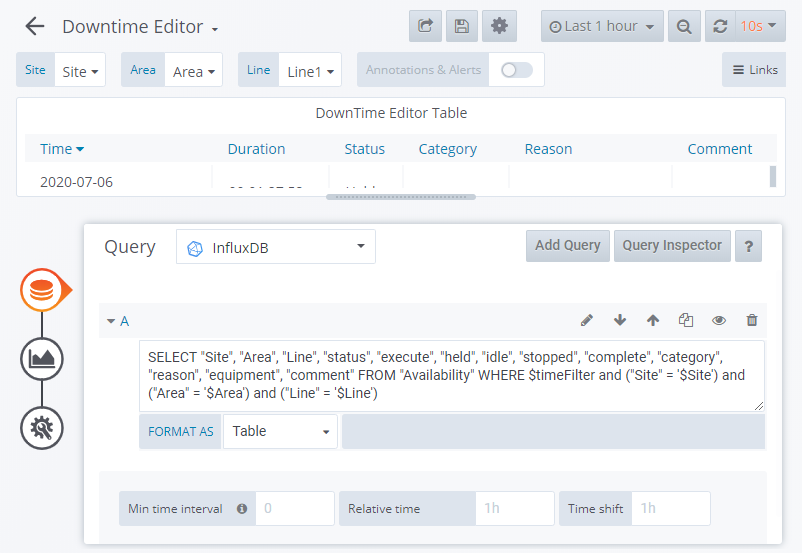 Downtime Editor
Last 1 hour
10s
Site Site Area Area Line Line1 Annotations & Alerts Links
DownTime Editor Table
Time Duration Status Category Reason Comment
2020-07-06
Query InfluxDB Add Query Query Inspector ?
A
SELECT "Site", "Area", "Line", "status", "execute", "held", "idle", "stopped", "complete", "category",
"reason", "equipment", "comment" FROM "Availability" WHERE $timeFilter and ("Site" = '$Site') and
("Area" = '$Area') and ("Line" = '$Line')
FORMAT AS Table
Min time interval 0 Relative time 1h Time shift 1h